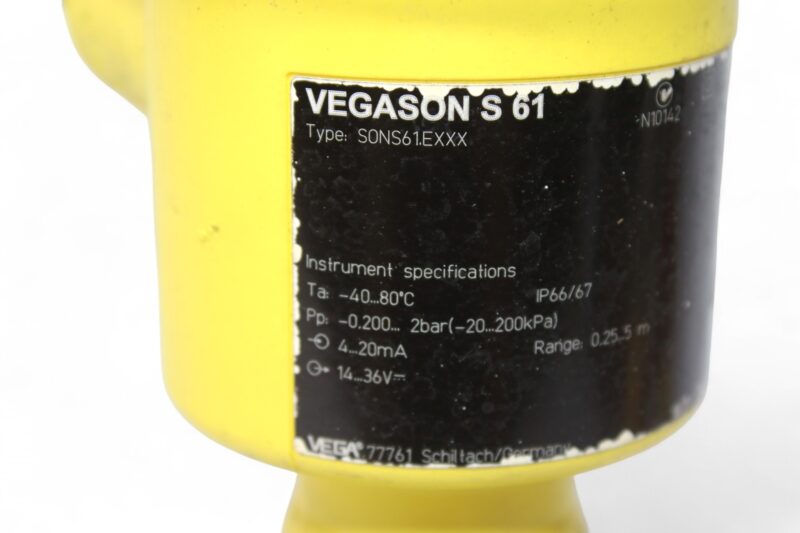 VEGASON S 61
N10142
Type: SONS61.EXXX
Instrument specifications
Ta: -40...80°C IP66/67
Pp: -0.200... 2bar(-20...200kPa)
4...20mA Range: 0.25...5 m
14...36V⎓
VEGA® 77761 Schiltach/Germany